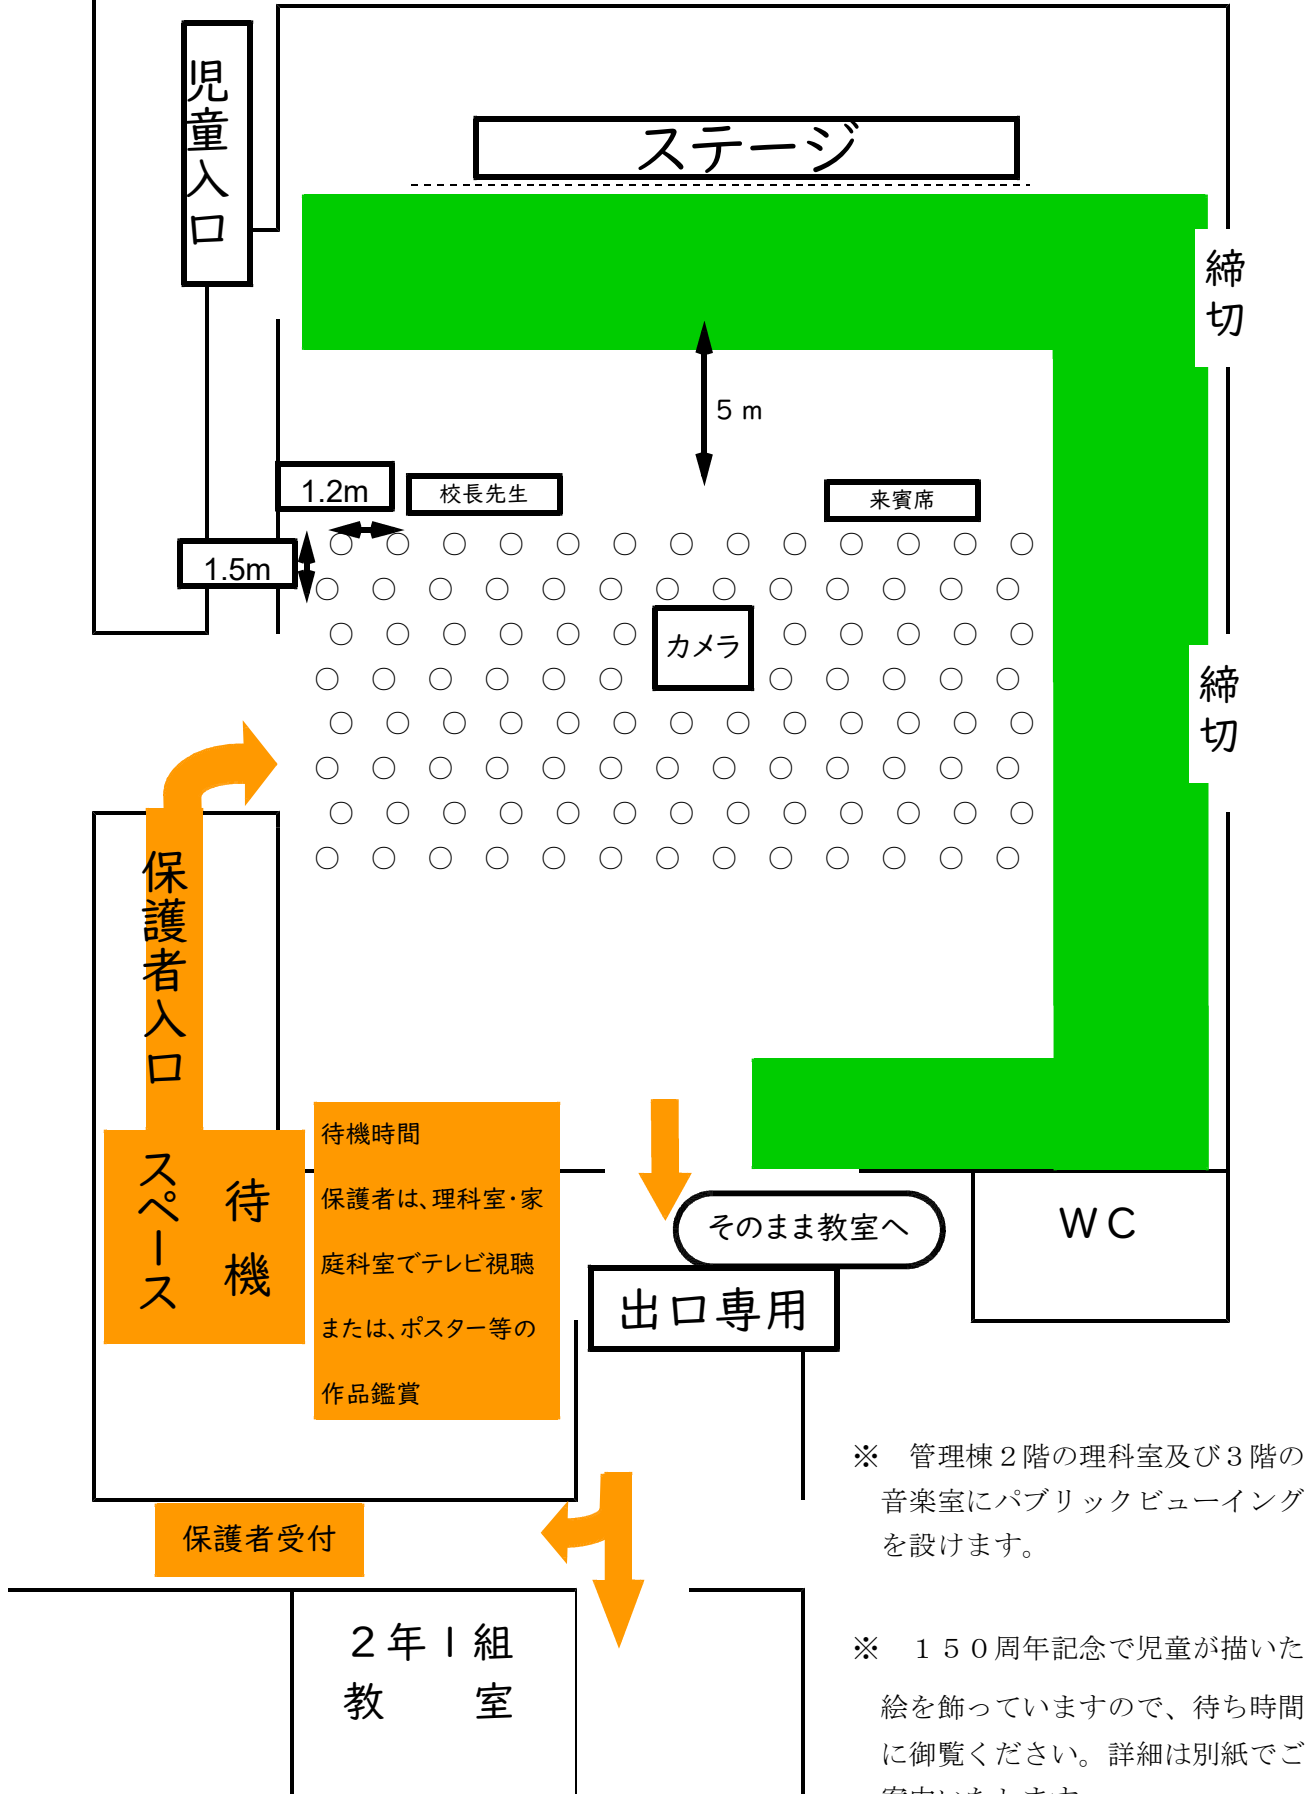 児童入口
ステージ
締切
5 m
1.2m
校長先生
来賓席
1.5m
カメラ
締切
保護者入口
待機
スペース
待機時間
保護者は、理科室・家
庭科室でテレビ視聴
または、ポスター等の
作品鑑賞
そのまま教室へ
WC
出口専用
※　管理棟２階の理科室及び３階の
音楽室にパブリックビューイング
を設けます。
保護者受付
2年1組
教　室
※　１５０周年記念で児童が描いた
絵を飾っていますので、待ち時間
に御覧ください。詳細は別紙でご